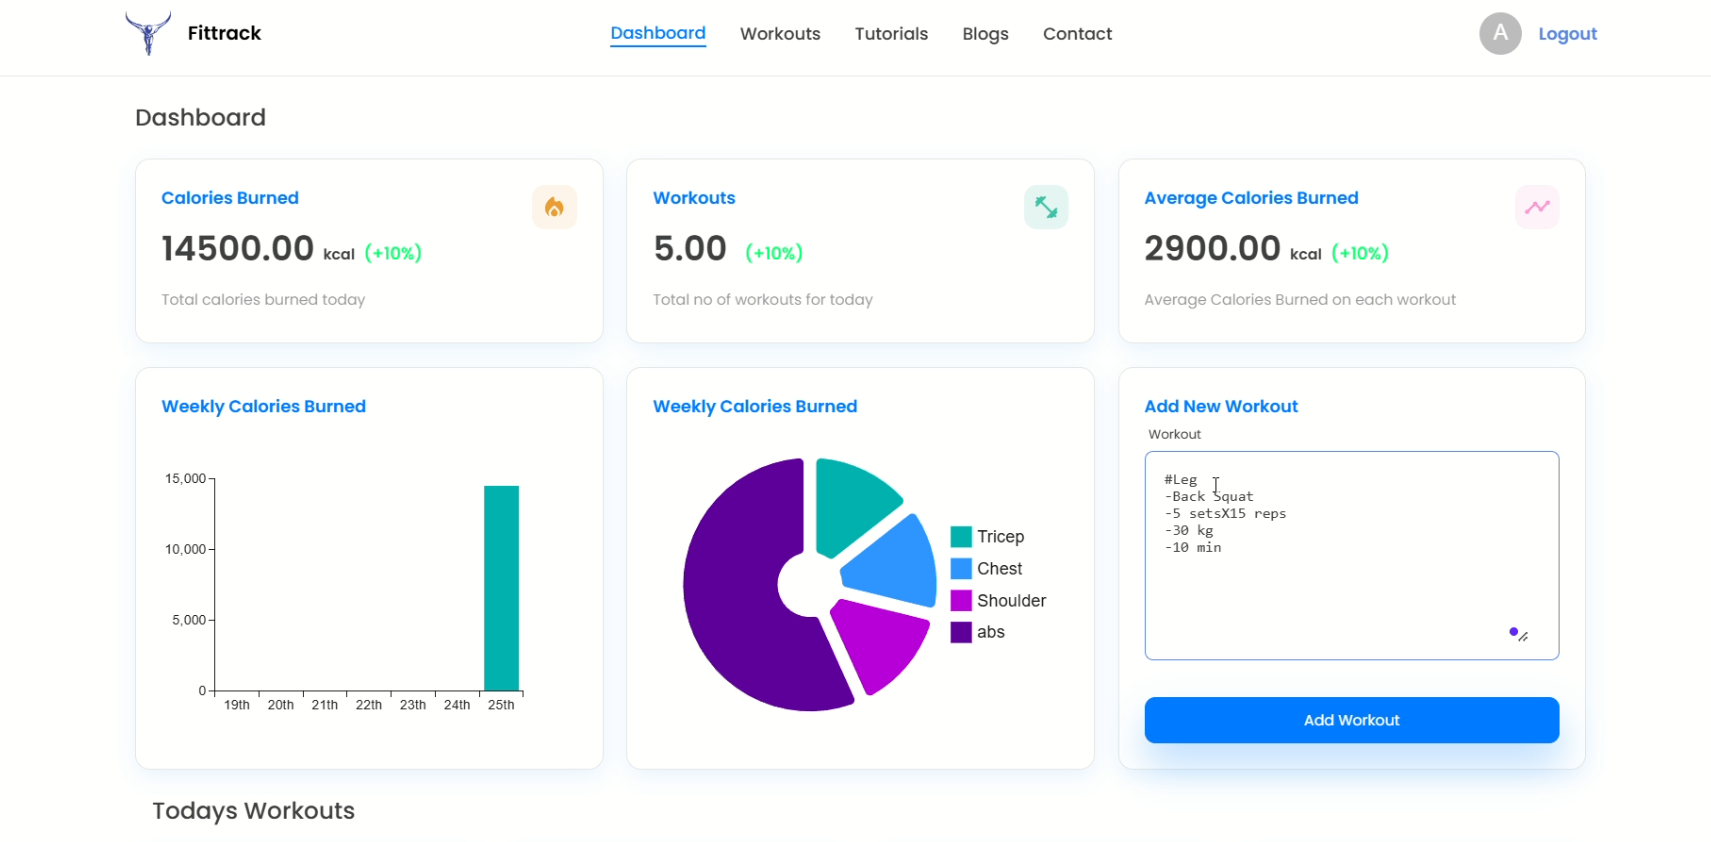 Fittrack
Dashboard Workouts Tutorials Blogs Contact
A Logout
Dashboard
Calories Burned
14500.00 kcal (+10%)
Total calories burned today
Workouts
5.00 (+10%)
Total no of workouts for today
Average Calories Burned
2900.00 kcal (+10%)
Average Calories Burned on each workout
Weekly Calories Burned
15,000
10,000
5,000
0
19th 20th 21th 22th 23th 24th 25th
Weekly Calories Burned
Tricep
Chest
Shoulder
abs
Add New Workout
Workout
#Leg
-Back Squat
-5 setsX15 reps
-30 kg
-10 min
Add Workout
Todays Workouts